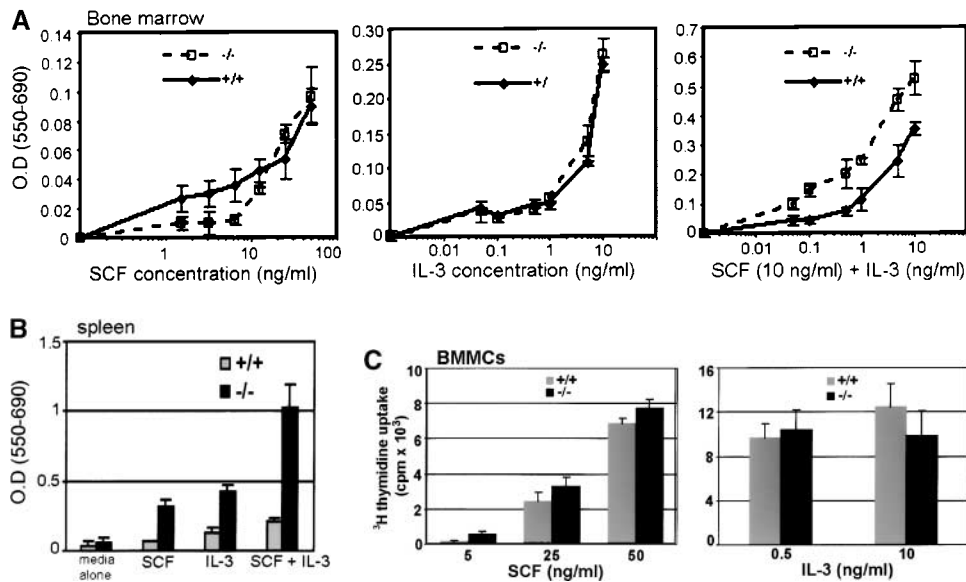 A
Bone marrow
O.D (550-690)
0.14
0.12
0.1
0.08
0.06
0.04
0.02
0
-/-
+/+
1 10 100
SCF concentration (ng/ml)
0.30
0.25
0.20
0.15
0.10
0.05
0
-/-
+/
0.01 0.1 1 10 100
IL-3 concentration (ng/ml)
0.7
0.6
0.5
0.4
0.3
0.2
0.1
0
-/-
+/+
0.01 0.1 1 10 100
SCF (10 ng/ml) + IL-3 (ng/ml)
B
spleen
O.D (550-690)
1.5
1
0.5
0
+/+
-/-
media alone
SCF
IL-3
SCF + IL-3
C
BMMCs
³H thymidine uptake
(cpm x 10³)
8
6
4
2
0
+/+
-/-
5 25 50
SCF (ng/ml)
16
12
8
4
0
+/+
-/-
0.5 10
IL-3 (ng/ml)